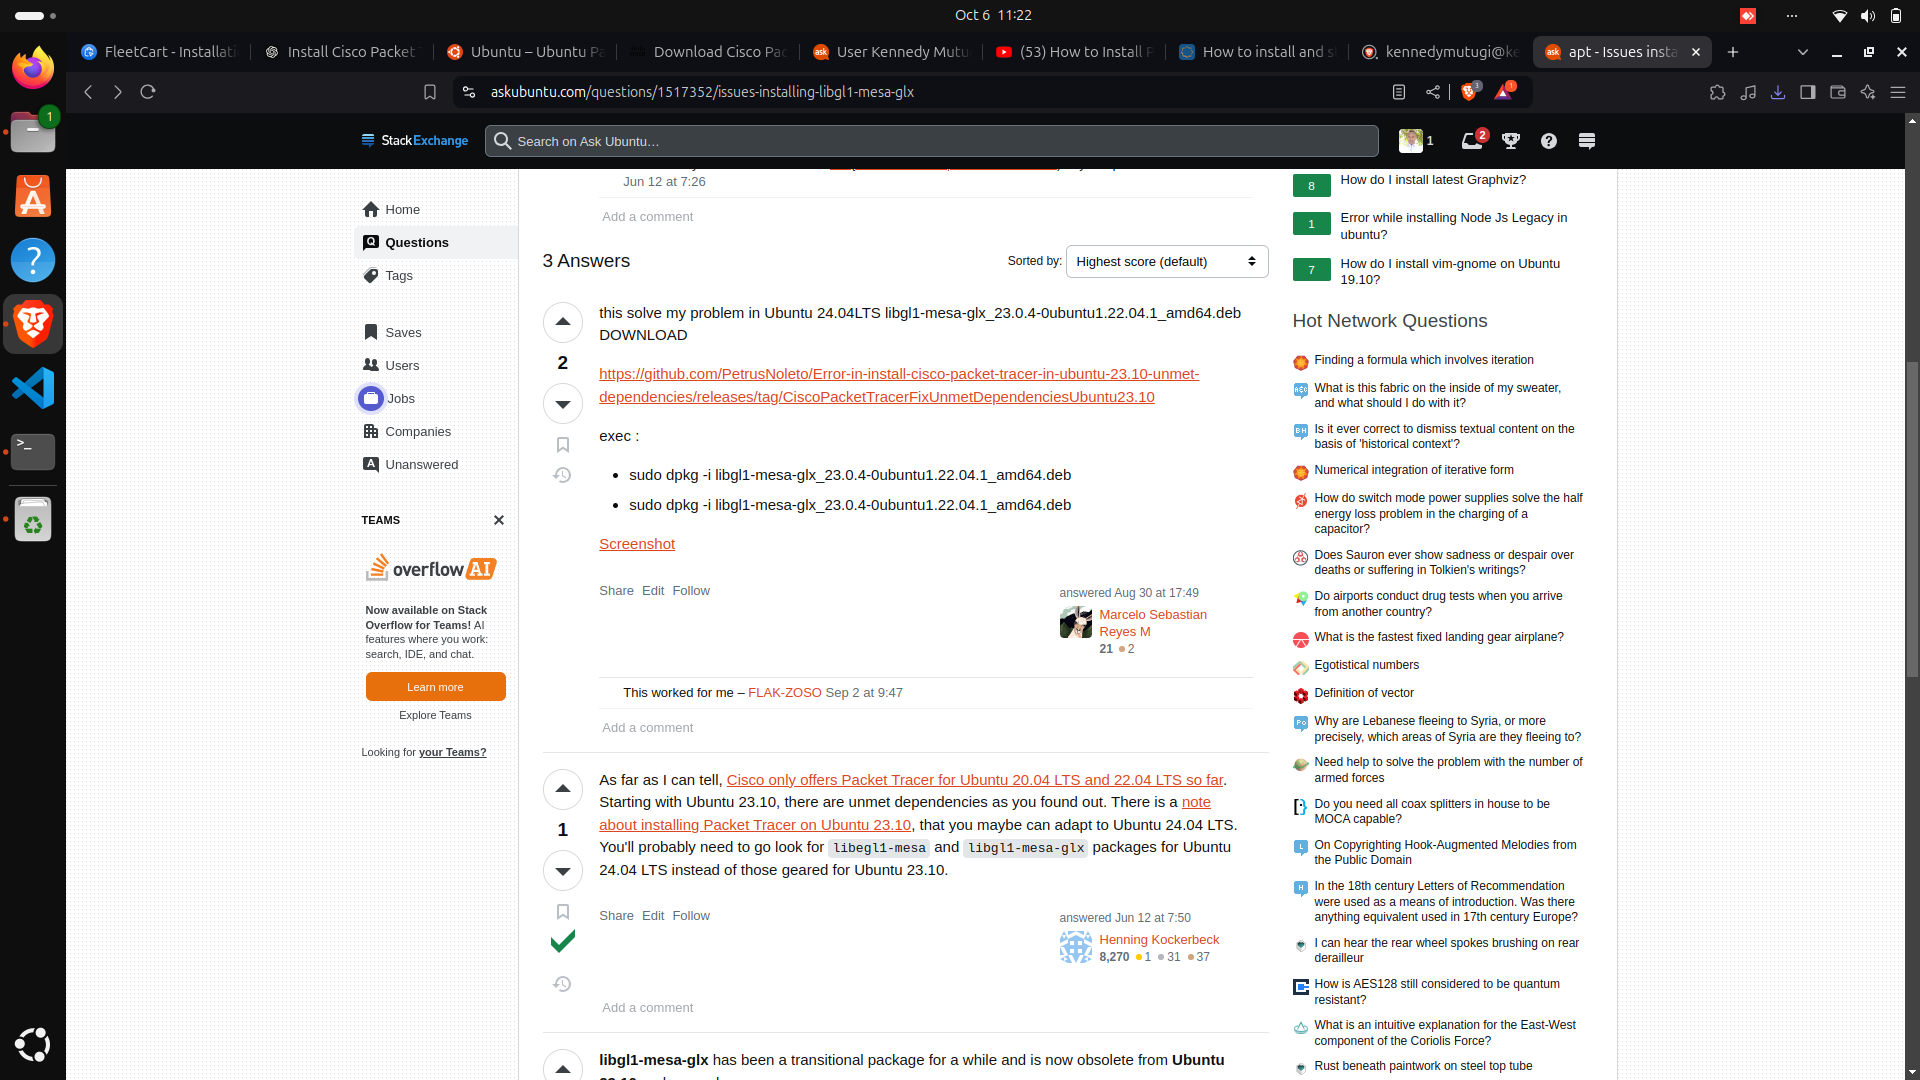 Oct 6 11:22
FleetCart - Installati
Install Cisco Packet
Ubuntu – Ubuntu Pa
Download Cisco Pac
User Kennedy Mutu
(53) How to Install P
How to install and s
kennedymutugi@ke
apt - Issues insta
askubuntu.com/questions/1517352/issues-installing-libgl1-mesa-glx
3
1
1
StackExchange
Search on Ask Ubuntu…
1
2
Home
Questions
Tags
Saves
Users
Jobs
Companies
Unanswered
TEAMS
overflow AI
Now available on Stack
Overflow for Teams! AI
features where you work:
search, IDE, and chat.
Learn more
Explore Teams
Looking for your Teams?
Jun 12 at 7:26
Add a comment
3 Answers
Sorted by:
Highest score (default)
2
this solve my problem in Ubuntu 24.04LTS libgl1-mesa-glx_23.0.4-0ubuntu1.22.04.1_amd64.deb
DOWNLOAD
https://github.com/PetrusNoleto/Error-in-install-cisco-packet-tracer-in-ubuntu-23.10-unmet-
dependencies/releases/tag/CiscoPacketTracerFixUnmetDependenciesUbuntu23.10
exec :
• sudo dpkg -i libgl1-mesa-glx_23.0.4-0ubuntu1.22.04.1_amd64.deb
• sudo dpkg -i libgl1-mesa-glx_23.0.4-0ubuntu1.22.04.1_amd64.deb
Screenshot
Share Edit Follow
answered Aug 30 at 17:49
Marcelo Sebastian
Reyes M
21 2
This worked for me – FLAK-ZOSO Sep 2 at 9:47
Add a comment
1
As far as I can tell, Cisco only offers Packet Tracer for Ubuntu 20.04 LTS and 22.04 LTS so far.
Starting with Ubuntu 23.10, there are unmet dependencies as you found out. There is a note
about installing Packet Tracer on Ubuntu 23.10, that you maybe can adapt to Ubuntu 24.04 LTS.
You'll probably need to go look for libegl1-mesa and libgl1-mesa-glx packages for Ubuntu
24.04 LTS instead of those geared for Ubuntu 23.10.
Share Edit Follow
answered Jun 12 at 7:50
Henning Kockerbeck
8,270 1 31 37
Add a comment
libgl1-mesa-glx has been a transitional package for a while and is now obsolete from Ubuntu
8
How do I install latest Graphviz?
1
Error while installing Node Js Legacy in
ubuntu?
7
How do I install vim-gnome on Ubuntu
19.10?
Hot Network Questions
Finding a formula which involves iteration
What is this fabric on the inside of my sweater,
and what should I do with it?
Is it ever correct to dismiss textual content on the
basis of 'historical context'?
Numerical integration of iterative form
How do switch mode power supplies solve the half
energy loss problem in the charging of a
capacitor?
Does Sauron ever show sadness or despair over
deaths or suffering in Tolkien's writings?
Do airports conduct drug tests when you arrive
from another country?
What is the fastest fixed landing gear airplane?
Egotistical numbers
Definition of vector
Why are Lebanese fleeing to Syria, or more
precisely, which areas of Syria are they fleeing to?
Need help to solve the problem with the number of
armed forces
Do you need all coax splitters in house to be
MOCA capable?
On Copyrighting Hook-Augmented Melodies from
the Public Domain
In the 18th century Letters of Recommendation
were used as a means of introduction. Was there
anything equivalent used in 17th century Europe?
I can hear the rear wheel spokes brushing on rear
derailleur
How is AES128 still considered to be quantum
resistant?
What is an intuitive explanation for the East-West
component of the Coriolis Force?
Rust beneath paintwork on steel top tube